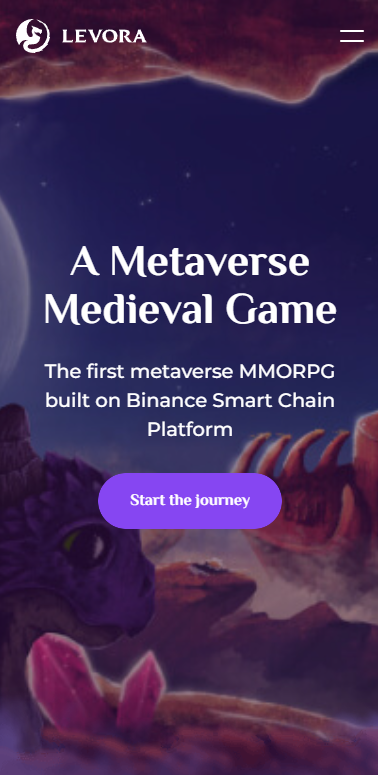 LEVORA
A Metaverse
Medieval Game
The first metaverse MMORPG
built on Binance Smart Chain
Platform
Start the journey